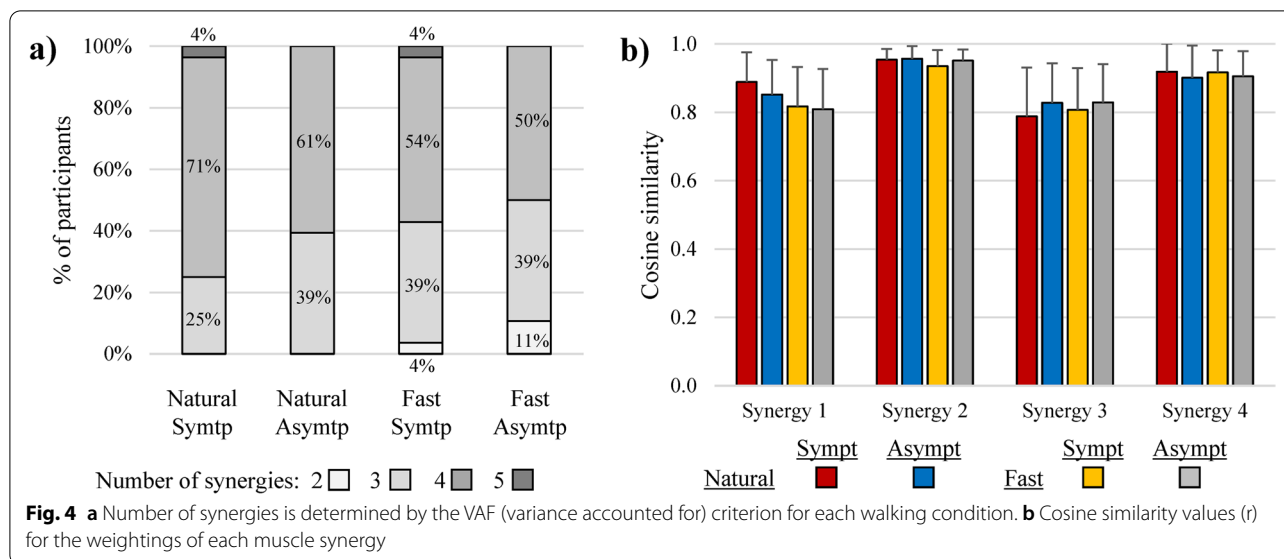 a)
4%
4%
100%
80%
60%
40%
20%
0%
% of participants
71%
25%
61%
39%
54%
39%
4%
50%
39%
11%
Natural Symtp
Natural Asymtp
Fast Symtp
Fast Asymtp
Number of synergies: 2 3 4 5
b)
1.0
0.8
0.6
0.4
0.2
0.0
Cosine similarity
Synergy 1 Synergy 2 Synergy 3 Synergy 4
Sympt Asympt Sympt Asympt
Natural Fast
Fig. 4 a Number of synergies is determined by the VAF (variance accounted for) criterion for each walking condition. b Cosine similarity values (r)
for the weightings of each muscle synergy